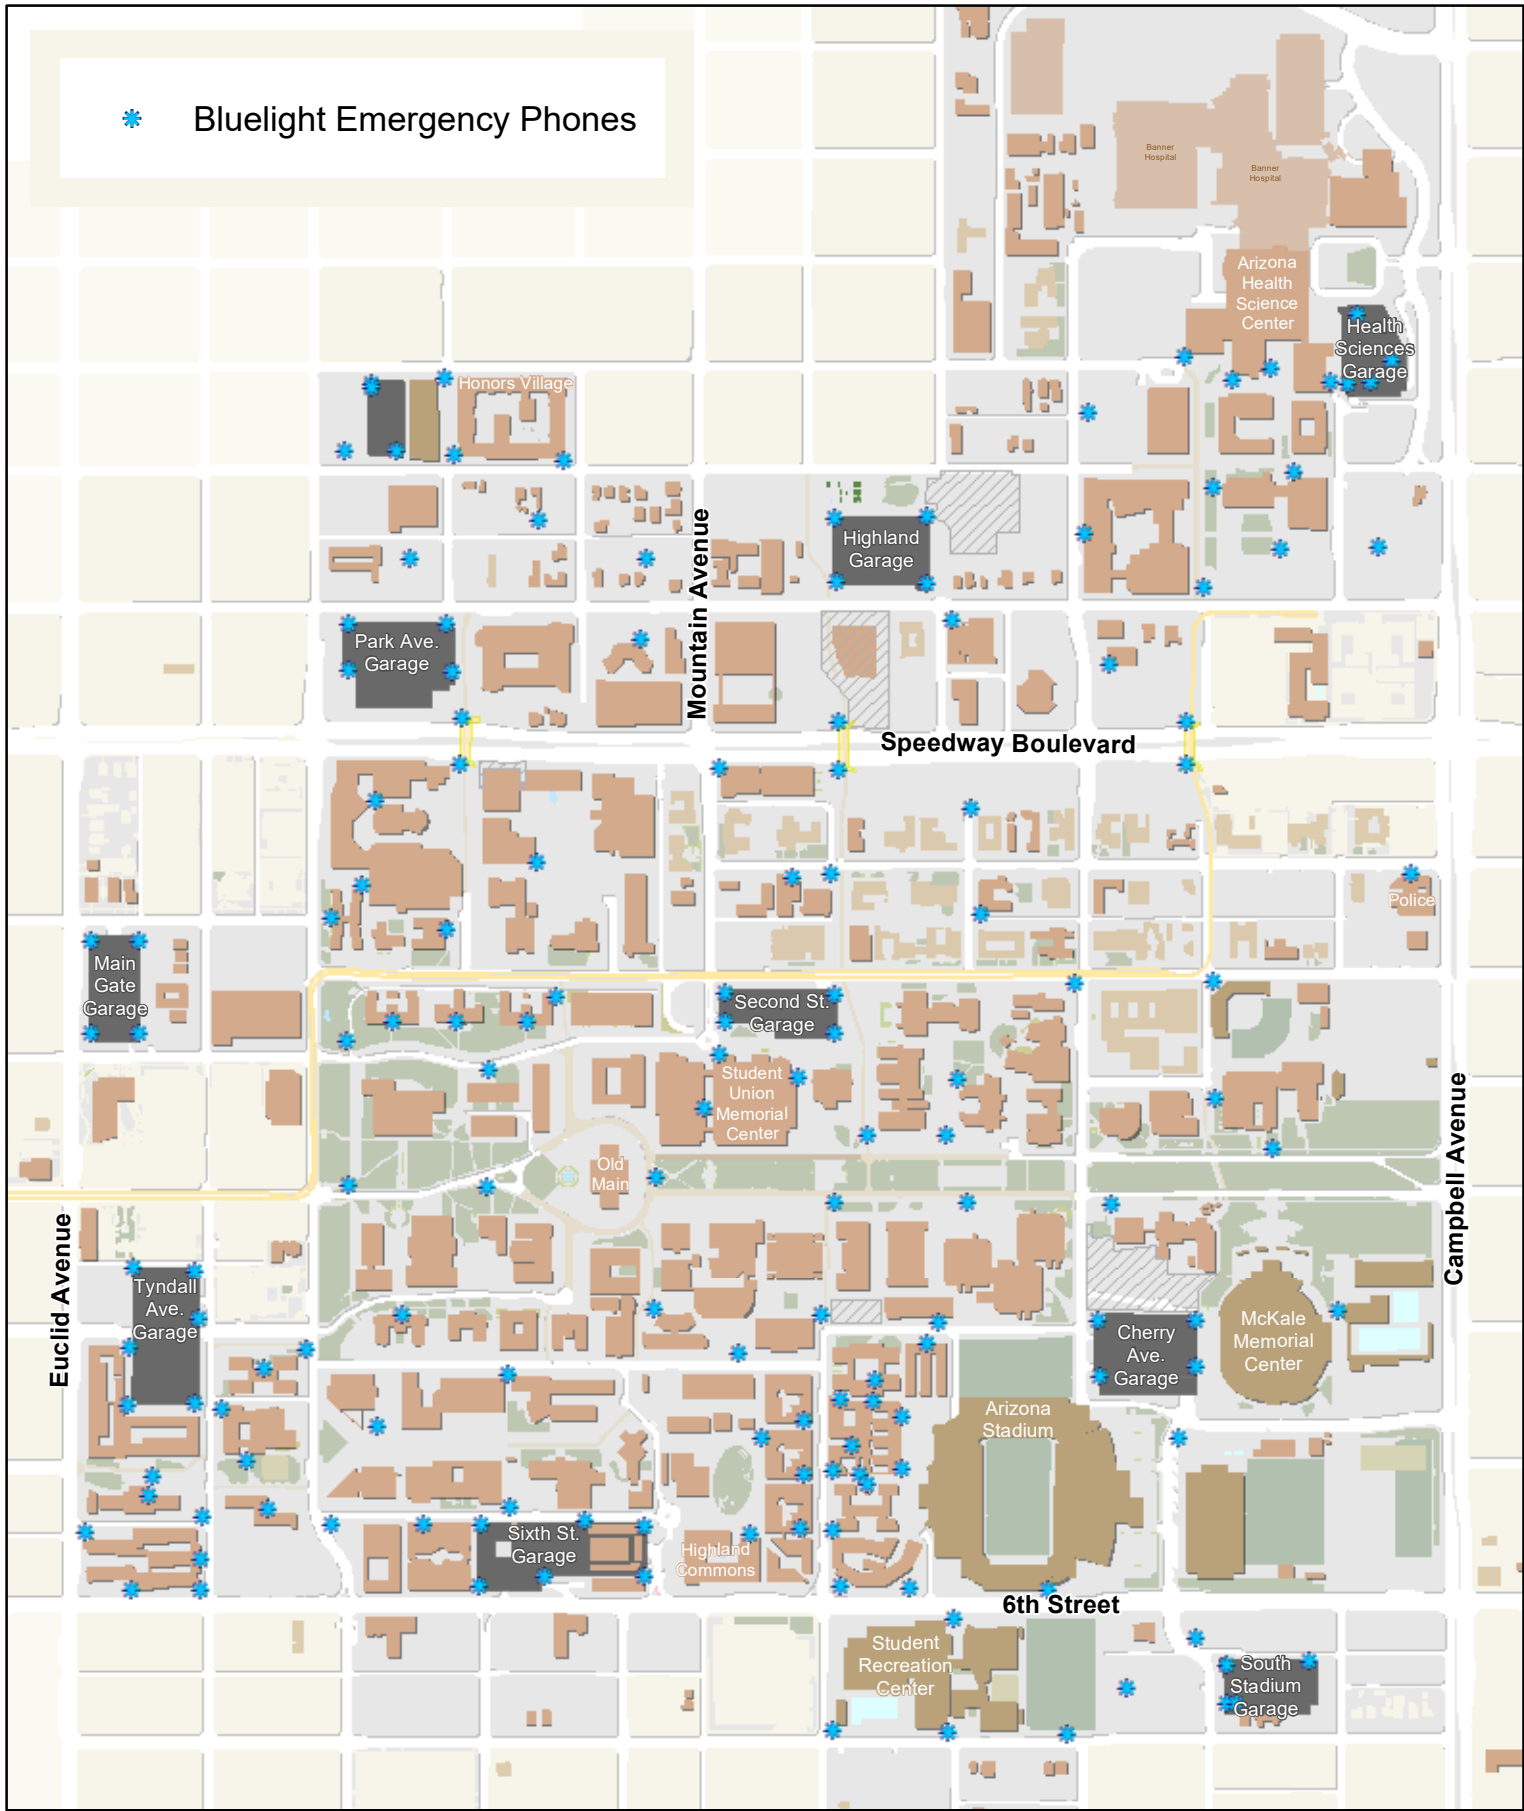 Bluelight Emergency Phones
Banner
Hospital
Banner
Hospital
Arizona
Health
Science
Center
Health
Sciences
Garage
Honors Village
Highland
Garage
Mountain Avenue
Park Ave.
Garage
Speedway Boulevard
Police
Main
Gate
Garage
Second St.
Garage
Student
Union
Memorial
Center
Old
Main
Campbell Avenue
Euclid Avenue
Tyndall
Ave.
Garage
Cherry
Ave.
Garage
McKale
Memorial
Center
Arizona
Stadium
Sixth St.
Garage
Highland
Commons
6th Street
Student
Recreation
Center
South
Stadium
Garage